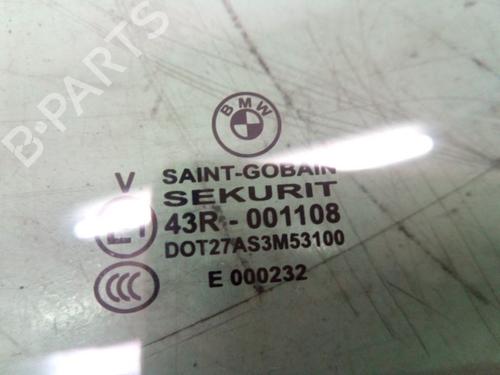 B-PARTS
BMW
V
SAINT-GOBAIN
SEKURIT
43R - 001108
DOT27AS3M53100
E 000232